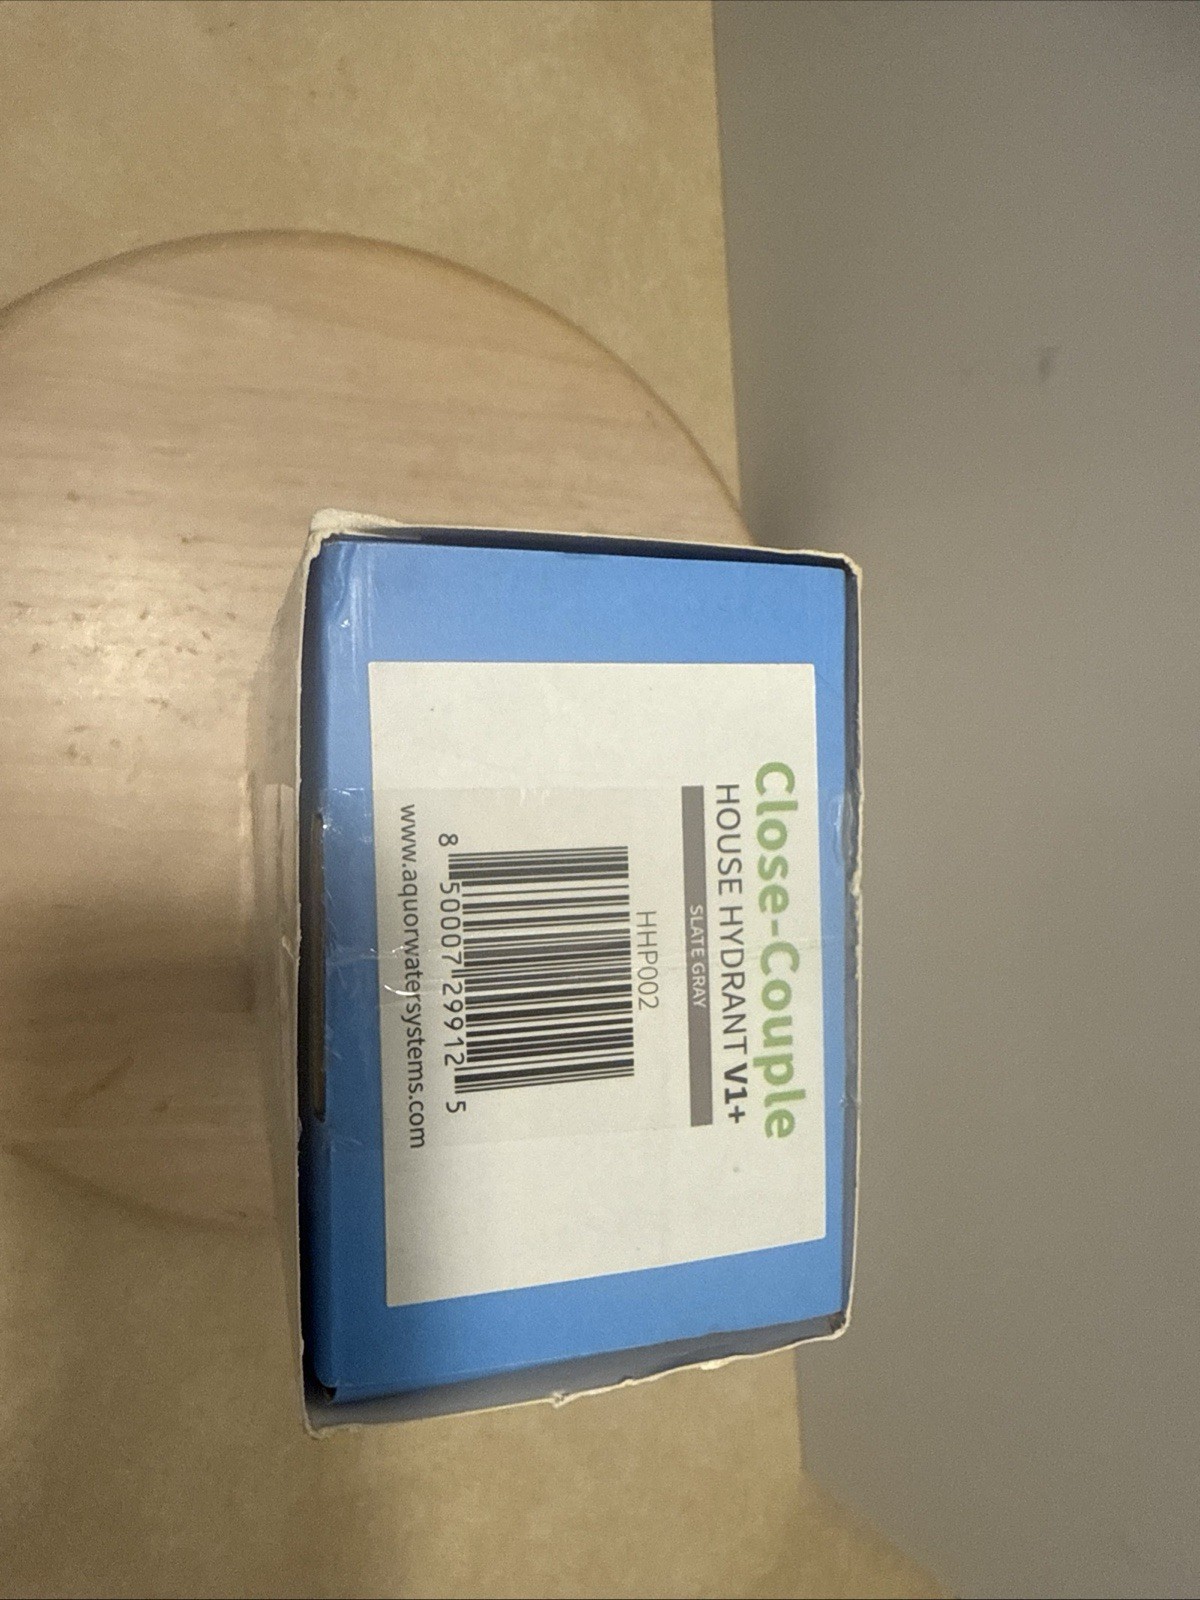 Close-Couple
HOUSE HYDRANT V1+
SLATE GRAY
HHP002
8 50007 29912 5
www.aquorwatersystems.com